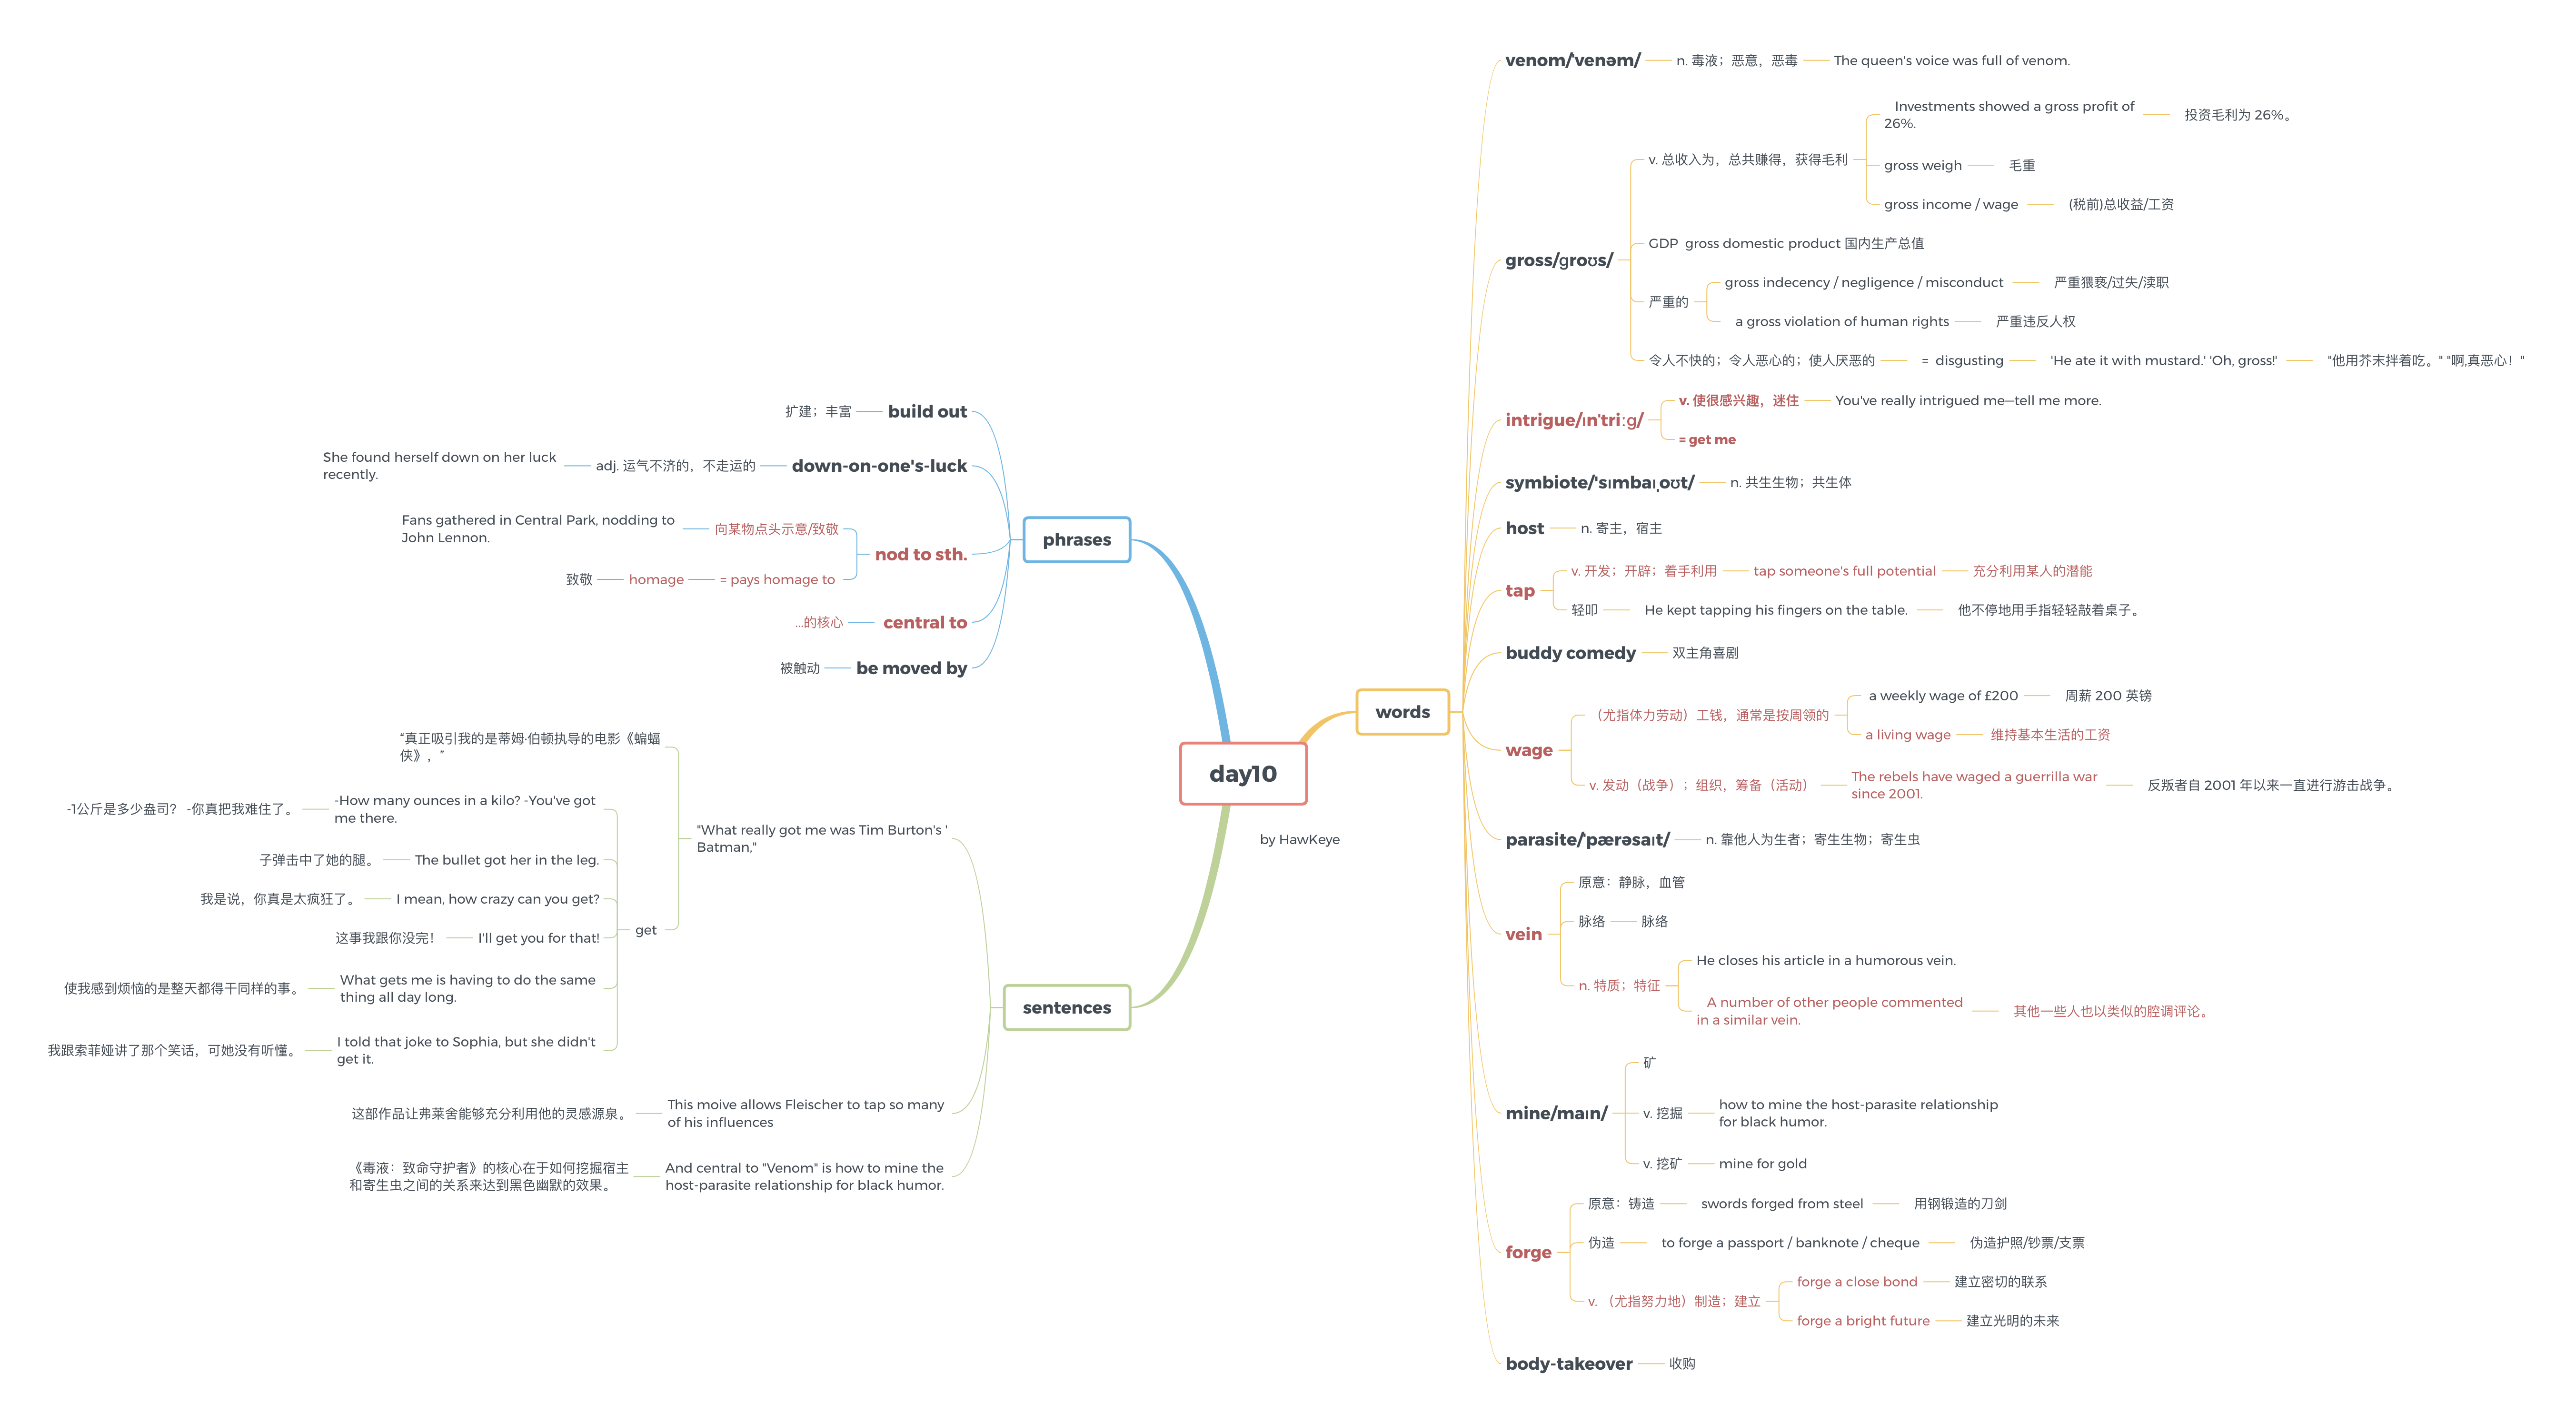 day10
by HawKeye
words
venom/'venəm/
n. 毒液；恶意，恶毒
The queen's voice was full of venom.
gross/ɡroʊs/
v. 总收入为，总共赚得，获得毛利
Investments showed a gross profit of
26%.
投资毛利为 26%。
gross weigh
毛重
gross income / wage
(税前)总收益/工资
GDP gross domestic product 国内生产总值
严重的
gross indecency / negligence / misconduct
严重猥亵/过失/渎职
a gross violation of human rights
严重违反人权
令人不快的；令人恶心的；使人厌恶的
= disgusting
'He ate it with mustard.' 'Oh, gross!'
"他用芥末拌着吃。" "啊,真恶心！"
intrigue/ɪn'triːɡ/
v. 使很感兴趣，迷住
You've really intrigued me—tell me more.
= get me
symbiote/'sɪmbaɪˌoʊt/
n. 共生生物；共生体
host
n. 寄主，宿主
tap
v. 开发；开辟；着手利用
tap someone's full potential
充分利用某人的潜能
轻叩
He kept tapping his fingers on the table.
他不停地用手指轻轻敲着桌子。
buddy comedy
双主角喜剧
wage
（尤指体力劳动）工钱，通常是按周领的
a weekly wage of £200
周薪 200 英镑
a living wage
维持基本生活的工资
v. 发动（战争）；组织，筹备（活动）
The rebels have waged a guerrilla war
since 2001.
反叛者自 2001 年以来一直进行游击战争。
parasite/'pærəsaɪt/
n. 靠他人为生者；寄生生物；寄生虫
vein
原意：静脉，血管
脉络
脉络
n. 特质；特征
He closes his article in a humorous vein.
A number of other people commented
in a similar vein.
其他一些人也以类似的腔调评论。
mine/maɪn/
矿
v. 挖掘
how to mine the host-parasite relationship
for black humor.
v. 挖矿
mine for gold
forge
原意：铸造
swords forged from steel
用钢锻造的刀剑
伪造
to forge a passport / banknote / cheque
伪造护照/钞票/支票
v. （尤指努力地）制造；建立
forge a close bond
建立密切的联系
forge a bright future
建立光明的未来
body-takeover
收购
phrases
build out
扩建；丰富
down-on-one's-luck
adj. 运气不济的，不走运的
She found herself down on her luck
recently.
nod to sth.
向某物点头示意/致敬
Fans gathered in Central Park, nodding to
John Lennon.
= pays homage to
homage
致敬
central to
...的核心
be moved by
被触动
sentences
"What really got me was Tim Burton's '
Batman,"
“真正吸引我的是蒂姆·伯顿执导的电影《蝙蝠
侠》，”
get
-How many ounces in a kilo? -You've got
me there.
-1公斤是多少盎司？ -你真把我难住了。
The bullet got her in the leg.
子弹击中了她的腿。
I mean, how crazy can you get?
我是说，你真是太疯狂了。
I'll get you for that!
这事我跟你没完！
What gets me is having to do the same
thing all day long.
使我感到烦恼的是整天都得干同样的事。
I told that joke to Sophia, but she didn't
get it.
我跟索菲娅讲了那个笑话，可她没有听懂。
This moive allows Fleischer to tap so many
of his influences
这部作品让弗莱舍能够充分利用他的灵感源泉。
And central to "Venom" is how to mine the
host-parasite relationship for black humor.
《毒液：致命守护者》的核心在于如何挖掘宿主
和寄生虫之间的关系来达到黑色幽默的效果。